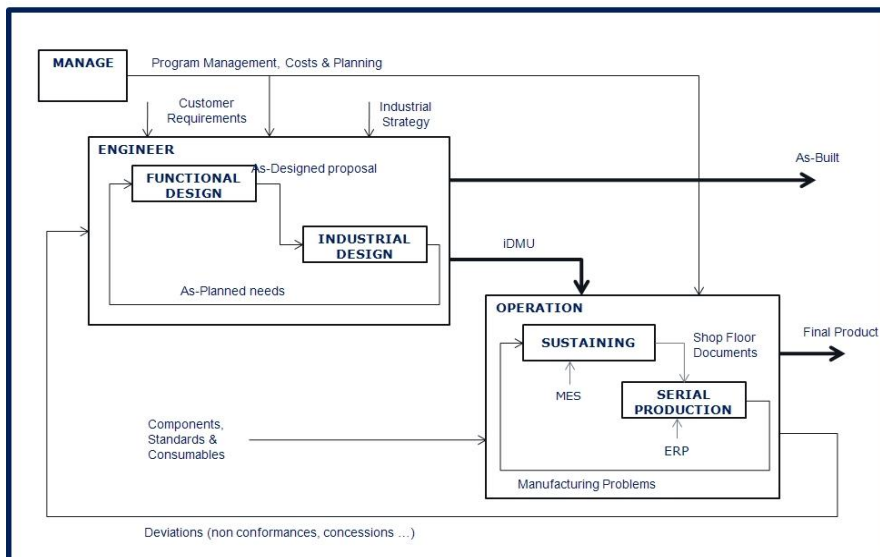 MANAGE
Program Management, Costs & Planning
Customer
Requirements
Industrial
Strategy
ENGINEER
As-Designed proposal
FUNCTIONAL
DESIGN
INDUSTRIAL
DESIGN
As-Planned needs
As-Built
iDMU
OPERATION
SUSTAINING
Shop Floor
Documents
MES
SERIAL
PRODUCTION
ERP
Manufacturing Problems
Final Product
Components,
Standards &
Consumables
Deviations (non conformances, concessions ...)